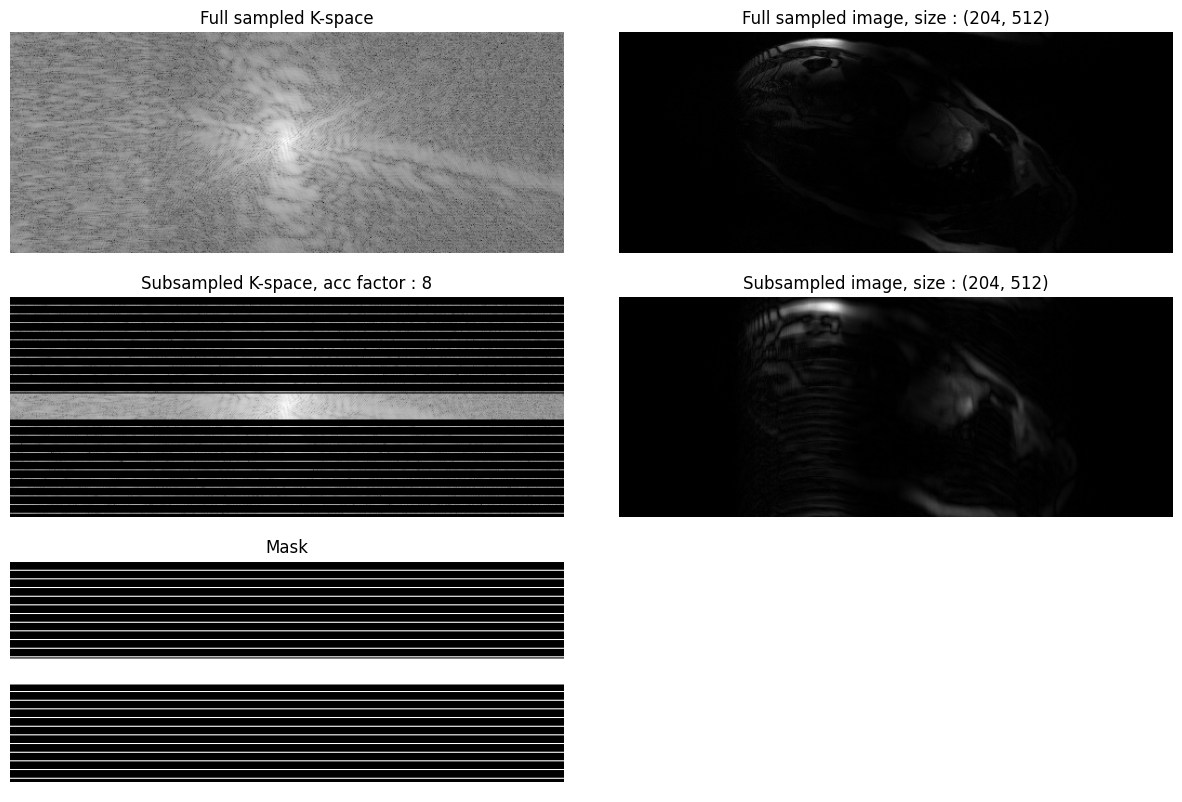 Full sampled K-space
Full sampled image, size : (204, 512)
Subsampled K-space, acc factor : 8
Subsampled image, size : (204, 512)
Mask